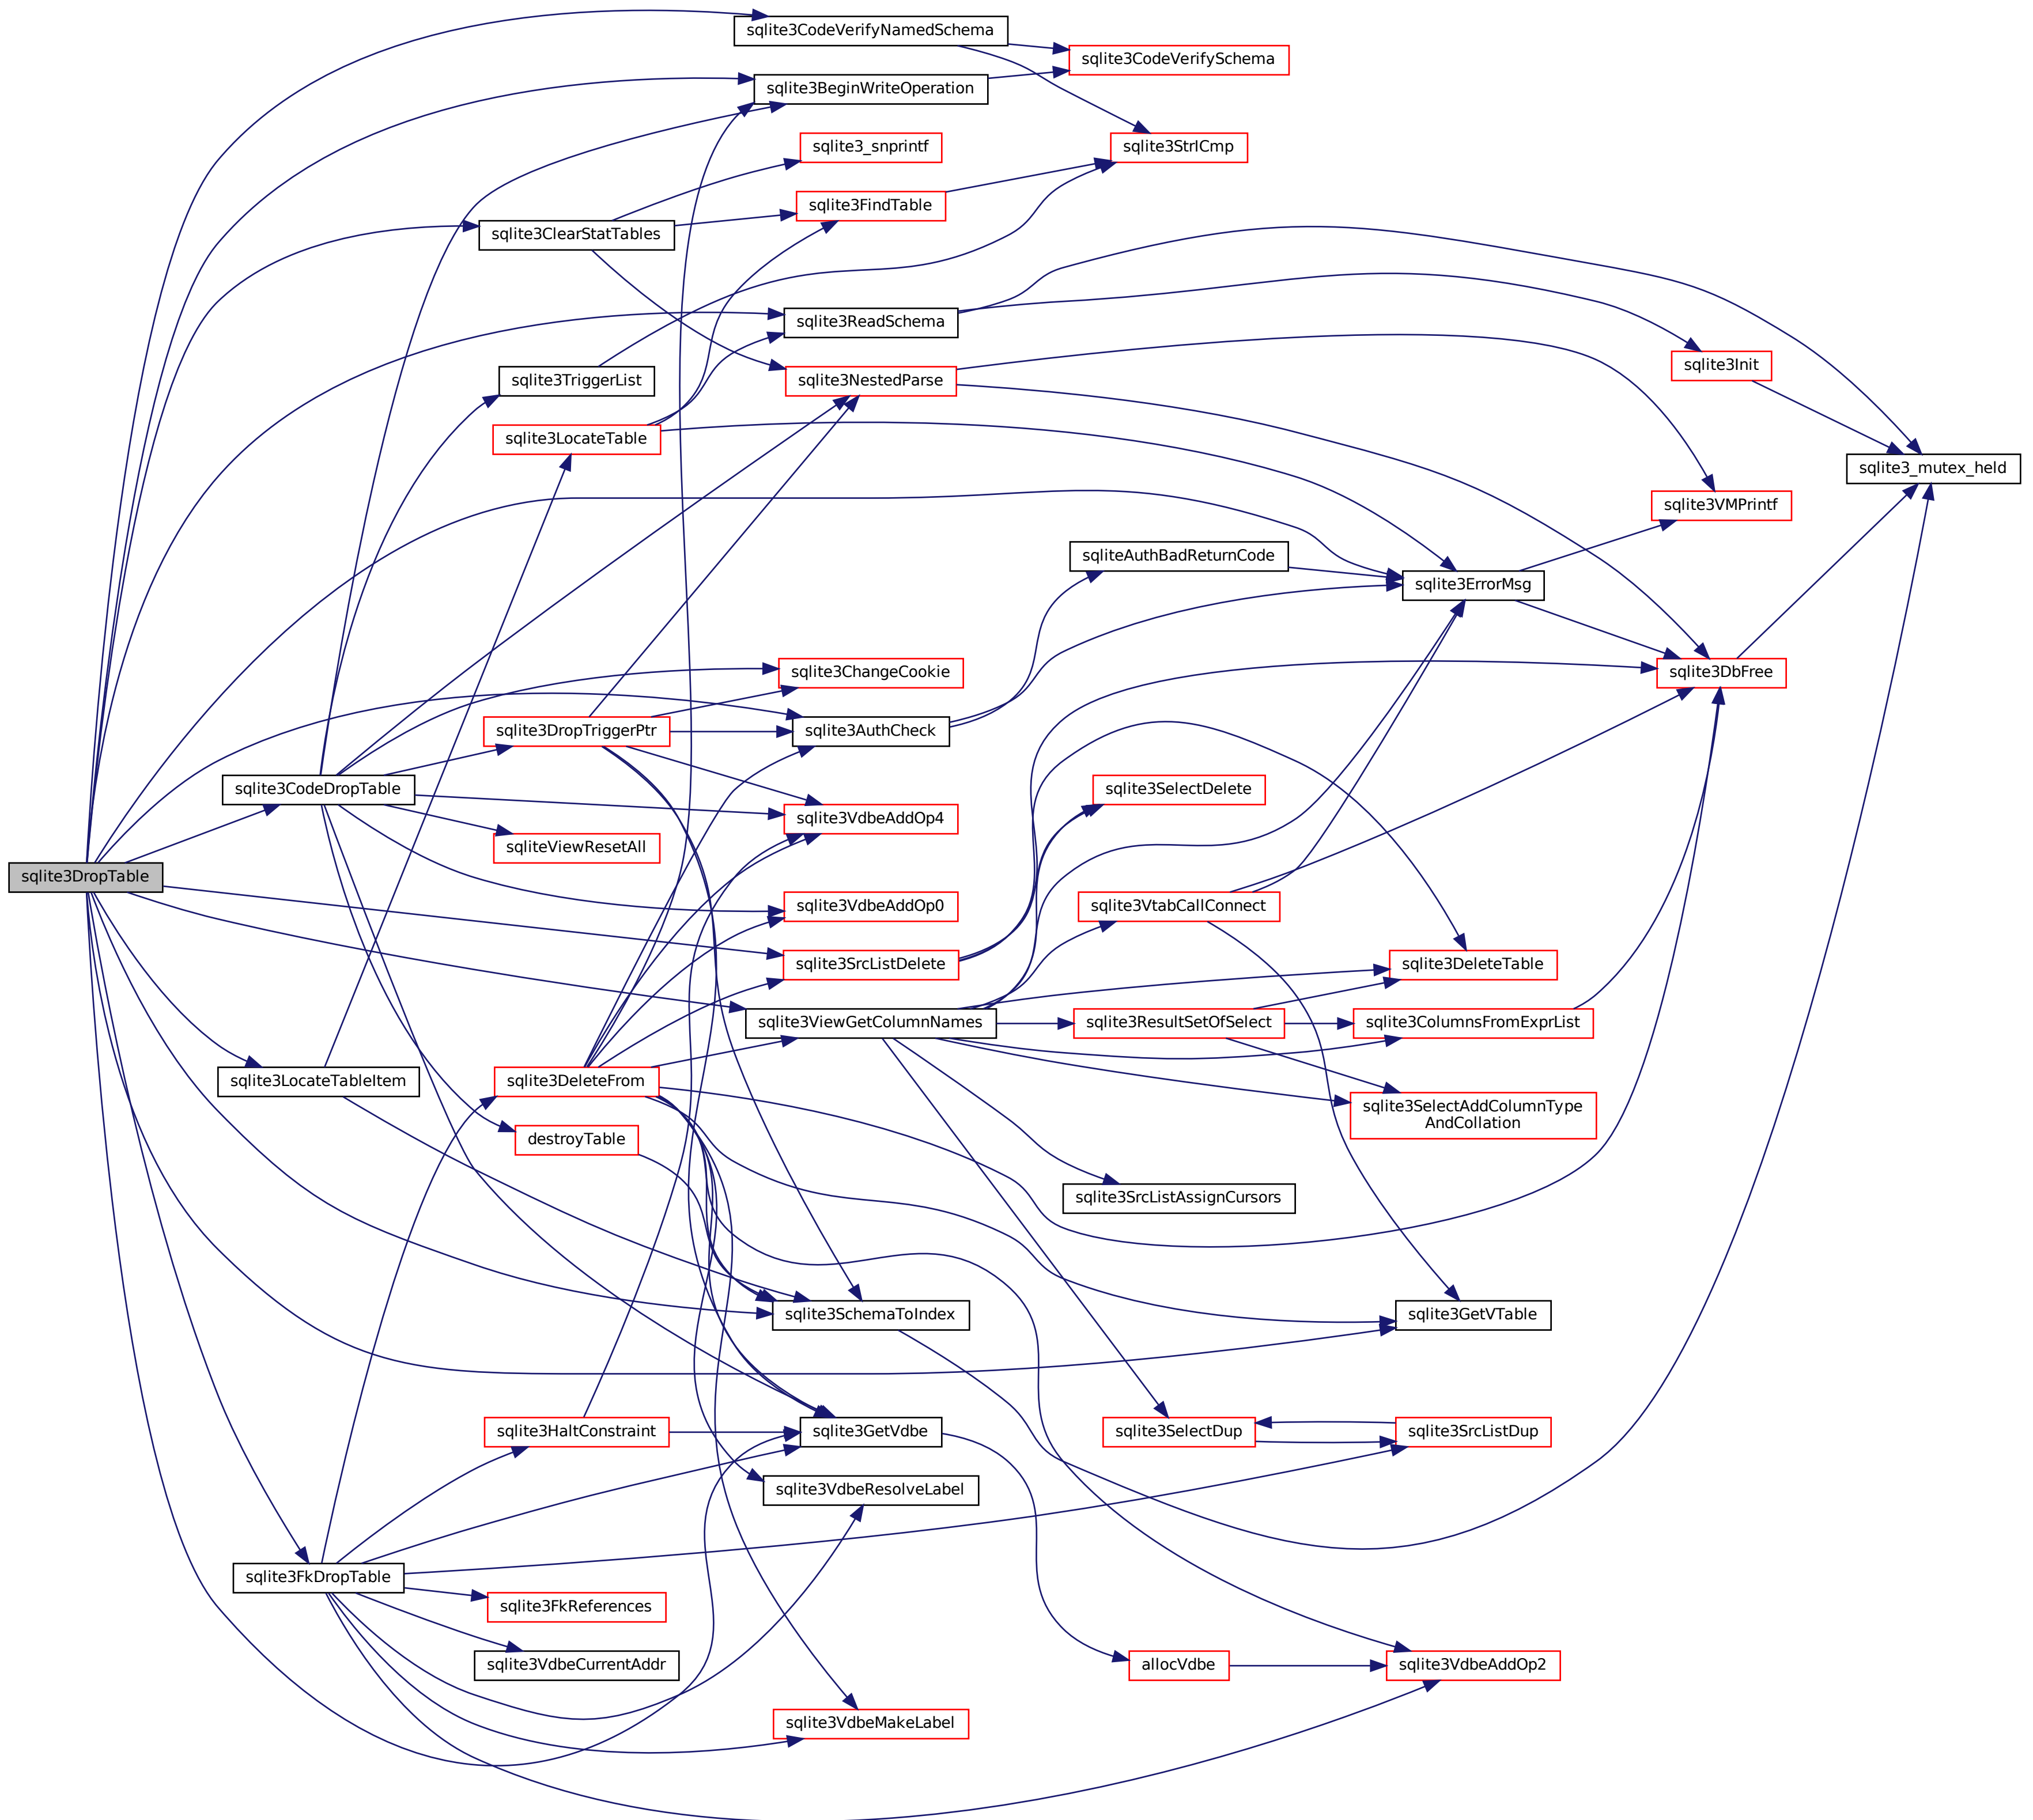 sqlite3CodeVerifyNamedSchema
sqlite3CodeVerifySchema
sqlite3BeginWriteOperation
sqlite3_snprintf
sqlite3StrICmp
sqlite3FindTable
sqlite3ClearStatTables
sqlite3ReadSchema
sqlite3Init
sqlite3TriggerList
sqlite3NestedParse
sqlite3LocateTable
sqlite3_mutex_held
sqlite3VMPrintf
sqliteAuthBadReturnCode
sqlite3ErrorMsg
sqlite3ChangeCookie
sqlite3DbFree
sqlite3DropTriggerPtr
sqlite3AuthCheck
sqlite3CodeDropTable
sqlite3SelectDelete
sqlite3VdbeAddOp4
sqliteViewResetAll
sqlite3DropTable
sqlite3VdbeAddOp0
sqlite3VtabCallConnect
sqlite3SrcListDelete
sqlite3DeleteTable
sqlite3ViewGetColumnNames
sqlite3ResultSetOfSelect
sqlite3ColumnsFromExprList
sqlite3LocateTableItem
sqlite3DeleteFrom
sqlite3SelectAddColumnType
AndCollation
destroyTable
sqlite3SrcListAssignCursors
sqlite3SchemaToIndex
sqlite3GetVTable
sqlite3HaltConstraint
sqlite3GetVdbe
sqlite3SelectDup
sqlite3SrcListDup
sqlite3VdbeResolveLabel
sqlite3FkDropTable
sqlite3FkReferences
sqlite3VdbeCurrentAddr
allocVdbe
sqlite3VdbeAddOp2
sqlite3VdbeMakeLabel